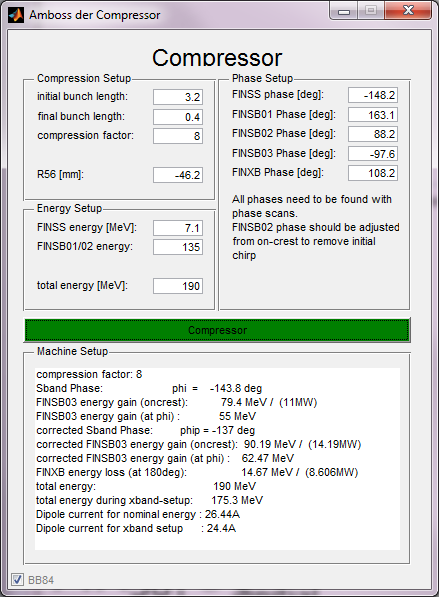 Amboss der Compressor
Compressor
Compression Setup
initial bunch length: 3.2
final bunch length: 0.4
compression factor: 8
R56 [mm]: -46.2
Energy Setup
FINSS energy [MeV]: 7.1
FINSB01/02 energy: 135
total energy [MeV]: 190
Phase Setup
FINSS phase [deg]: -148.2
FINSB01 Phase [deg]: 163.1
FINSB02 Phase [deg]: 88.2
FINSB03 Phase [deg]: -97.6
FINXB Phase [deg]: 108.2
All phases need to be found with
phase scans.
FINSB02 phase should be adjusted
from on-crest to remove initial
chirp
Compressor
Machine Setup
compression factor: 8
Sband Phase: phi = -143.8 deg
FINSB03 energy gain (oncrest): 79.4 MeV / (11MW)
FINSB03 energy gain (at phi) : 55 MeV
corrected Sband Phase: phip = -137 deg
corrected FINSB03 energy gain (oncrest): 90.19 MeV / (14.19MW)
corrected FINSB03 energy gain (at phi) : 62.47 MeV
FINXB energy loss (at 180deg): 14.67 MeV / (8.606MW)
total energy: 190 MeV
total energy during xband-setup: 175.3 MeV
Dipole current for nominal energy : 26.44A
Dipole current for xband setup : 24.4A
BB84